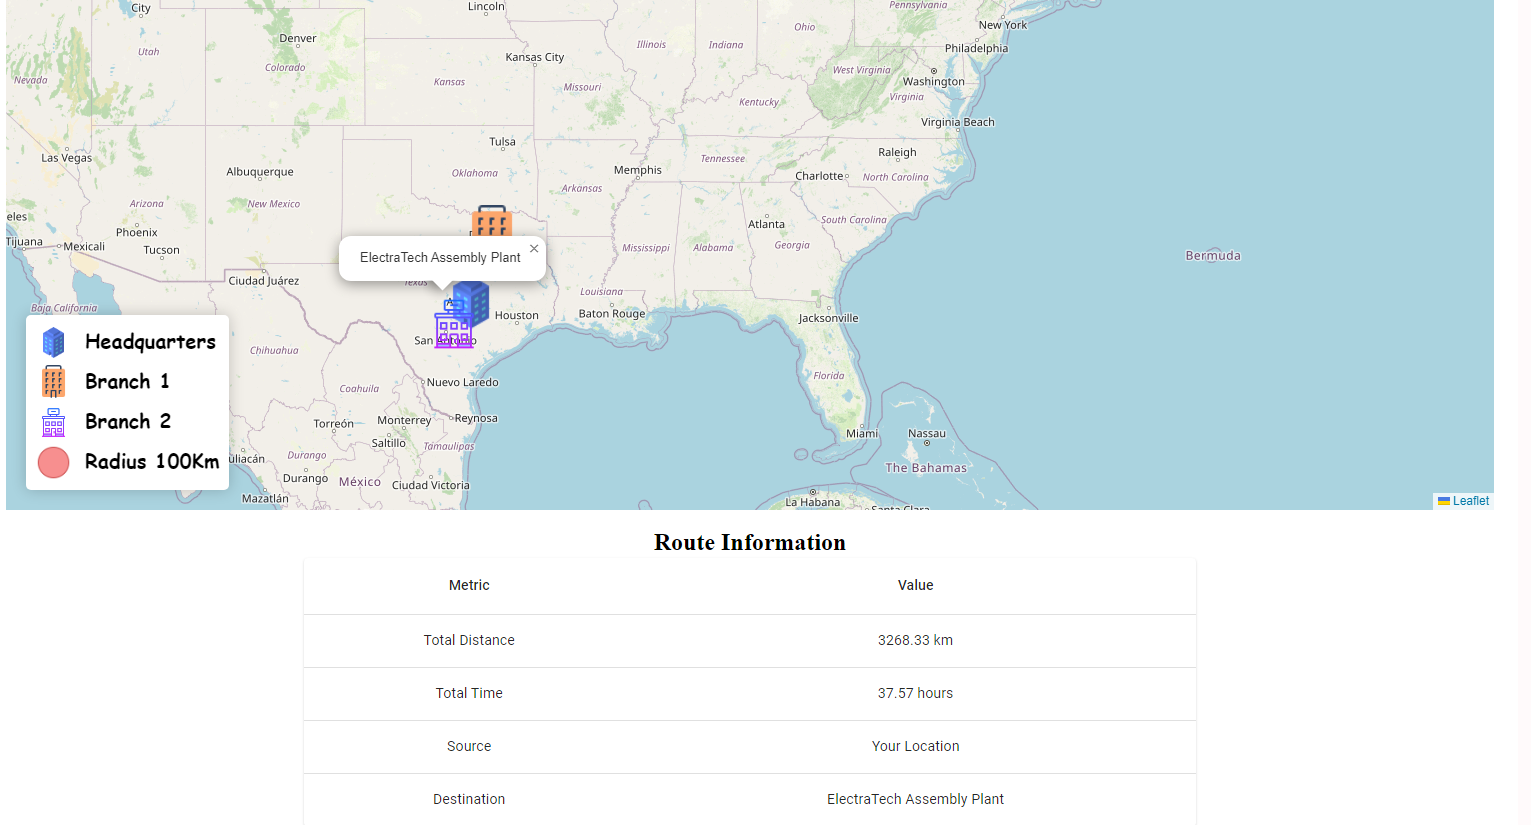 City
Lincoln
Pennsylvania
New York
Ohio
Denver
Utah
Illinois
Indiana
Philadelphia
Kansas City
Colorado
West Virginia
Nevada
Kansas
Missouri
Washington
Virginia
Kentucky
Virginia Beach
Tulsa
Las Vegas
Tennessee
Raleigh
Albuquerque
Oklahoma
Memphis
Charlotte
North Carolina
Arkansas
Arizona
New Mexico
eles
South Carolina
Atlanta
Phoenix
Tijuana
Mexicali
Tucson
Mississippi
Alabama
Georgia
ElectraTech Assembly Plant ×
Bermuda
Ciudad Juárez
Texas
Louisiana
Baja California
Houston
Baton Rouge
Jacksonville
San Antonio
Headquarters
Chihuahua
Branch 1
Coahuila
Nuevo Laredo
Florida
Branch 2
Torreón
Monterrey
Reynosa
Saltillo
Tamaulipas
Miami
Nassau
Radius 100Km
uliacán
Durango
The Bahamas
Durango
México
Ciudad Victoria
Mazatlán
La Habana
Santa Clara
Leaflet
Route Information
Metric Value
Total Distance 3268.33 km
Total Time 37.57 hours
Source Your Location
Destination ElectraTech Assembly Plant